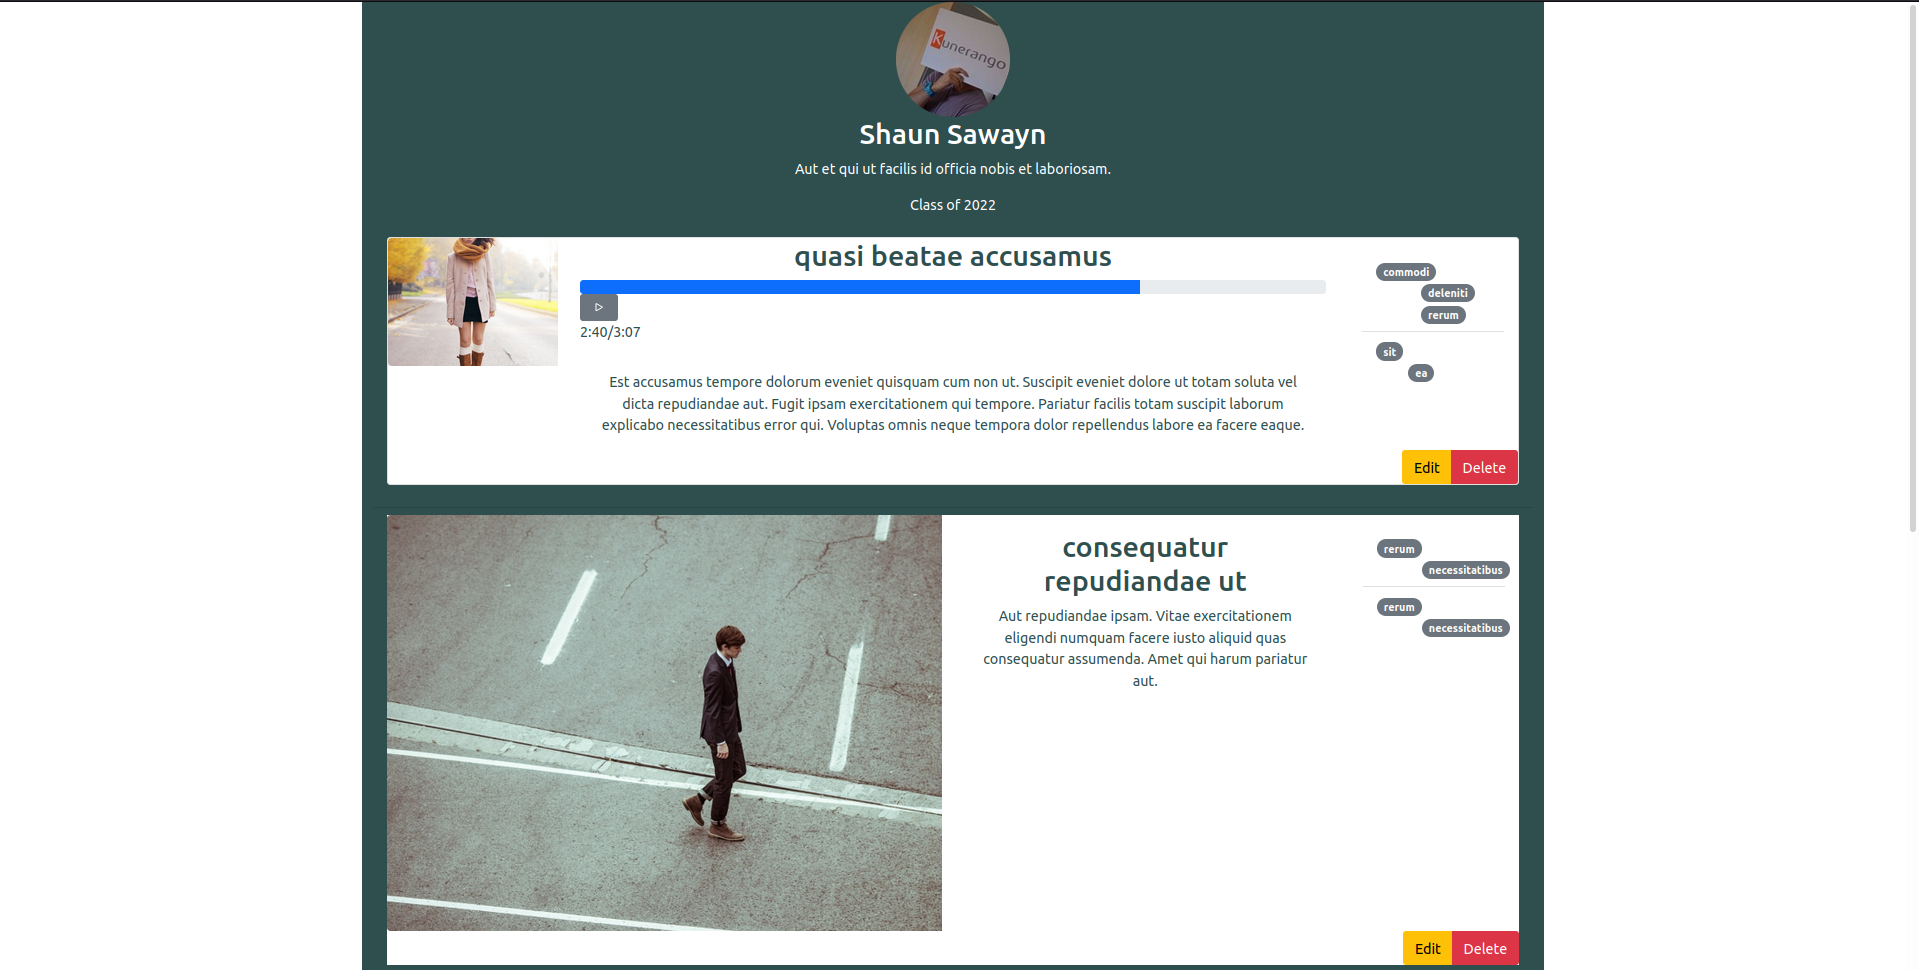 Kunerango
Shaun Sawayn
Aut et qui ut facilis id officia nobis et laboriosam.
Class of 2022
quasi beatae accusamus
2:40/3:07
Est accusamus tempore dolorum eveniet quisquam cum non ut. Suscipit eveniet dolore ut totam soluta vel
dicta repudiandae aut. Fugit ipsam exercitationem qui tempore. Pariatur facilis totam suscipit laborum
explicabo necessitatibus error qui. Voluptas omnis neque tempora dolor repellendus labore ea facere eaque.
commodi
deleniti
rerum
sit
ea
Edit Delete
consequatur
repudiandae ut
Aut repudiandae ipsam. Vitae exercitationem
eligendi numquam facere iusto aliquid quas
consequatur assumenda. Amet qui harum pariatur
aut.
rerum
necessitatibus
rerum
necessitatibus
Edit Delete